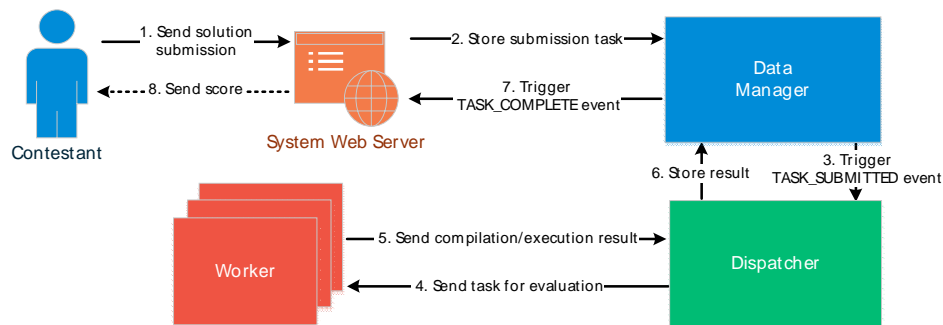 1. Send solution
submission
2. Store submission task
Data
Manager
7. Trigger
TASK_COMPLETE event
8. Send score
System Web Server
Contestant
3. Trigger
TASK_SUBMITTED event
6. Store result
5. Send compilation/execution result
Worker
Dispatcher
4. Send task for evaluation